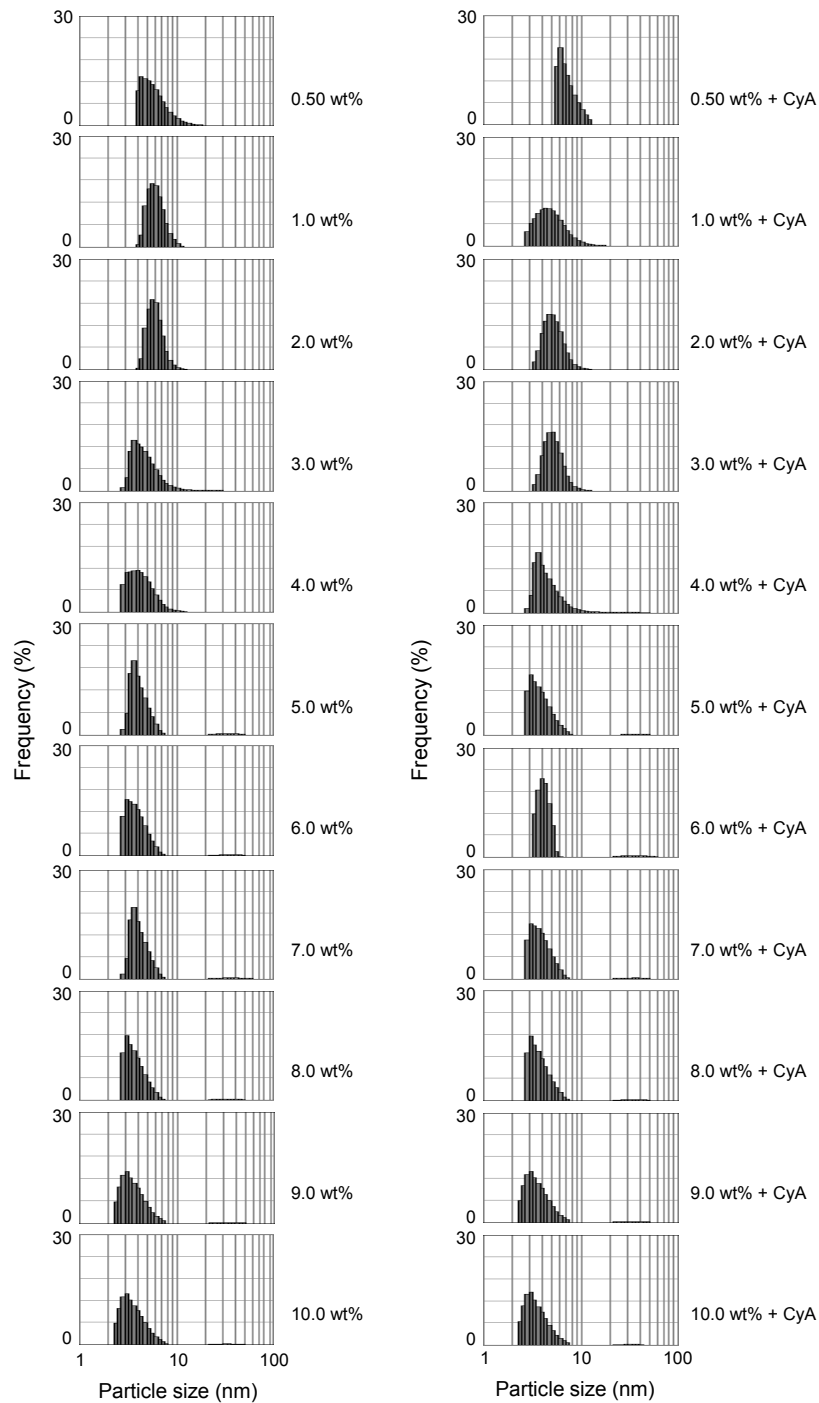 30
0
0.50 wt%
30
0
1.0 wt%
30
0
2.0 wt%
30
0
3.0 wt%
30
0
4.0 wt%
30
0
5.0 wt%
30
0
6.0 wt%
30
0
7.0 wt%
30
0
8.0 wt%
30
0
9.0 wt%
30
0
10.0 wt%
1 10 100
Particle size (nm)
Frequency (%)
30
0
0.50 wt% + CyA
30
0
1.0 wt% + CyA
30
0
2.0 wt% + CyA
30
0
3.0 wt% + CyA
30
0
4.0 wt% + CyA
30
0
5.0 wt% + CyA
30
0
6.0 wt% + CyA
30
0
7.0 wt% + CyA
30
0
8.0 wt% + CyA
30
0
9.0 wt% + CyA
30
0
10.0 wt% + CyA
1 10 100
Particle size (nm)
Frequency (%)